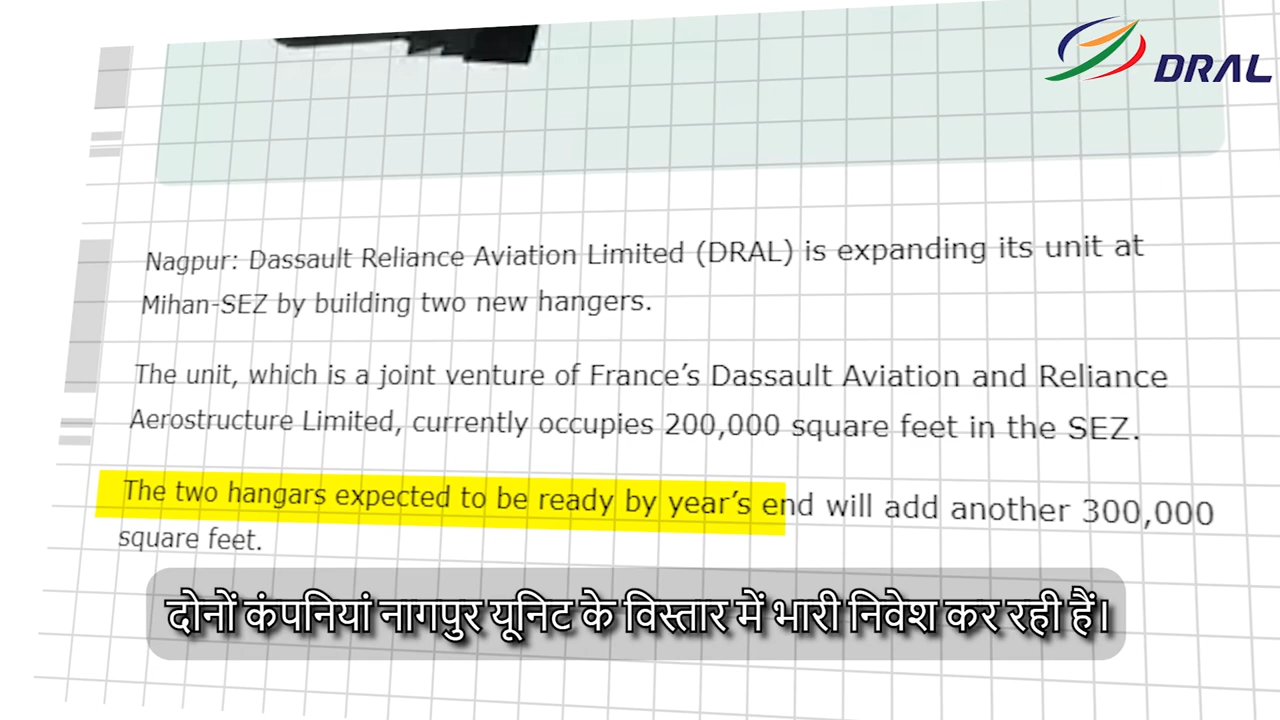 DRAL
Nagpur: Dassault Reliance Aviation Limited (DRAL) is expanding its unit at
Mihan-SEZ by building two new hangers.
The unit, which is a joint venture of France’s Dassault Aviation and Reliance
Aerostructure Limited, currently occupies 200,000 square feet in the SEZ.
The two hangars expected to be ready by year’s end will add another 300,000
square feet.
दोनों कंपनियां नागपुर यूनिट के विस्तार में भारी निवेश कर रही हैं।